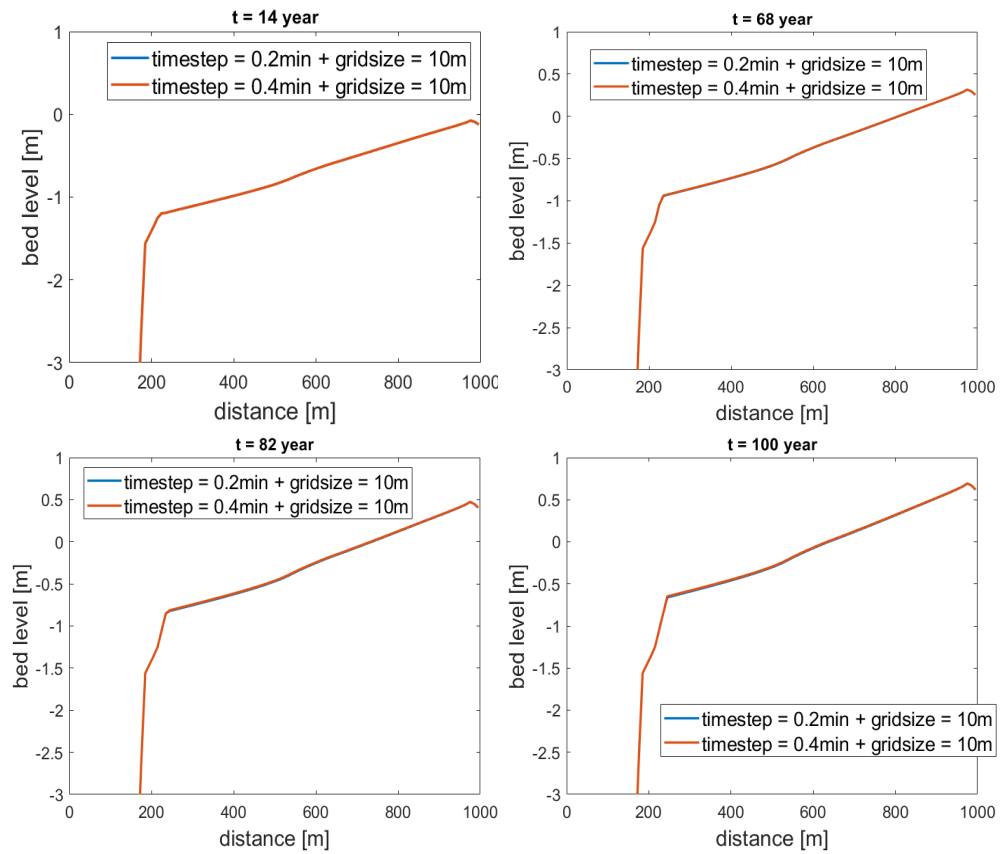 t = 14 year
timestep = 0.2min + gridsize = 10m
timestep = 0.4min + gridsize = 10m
1
0
-1
-2
-3
bed level [m]
0 200 400 600 800 1000
distance [m]
t = 68 year
timestep = 0.2min + gridsize = 10m
timestep = 0.4min + gridsize = 10m
1
0.5
0
-0.5
-1
-1.5
-2
-2.5
-3
bed level [m]
0 200 400 600 800 1000
distance [m]
t = 82 year
timestep = 0.2min + gridsize = 10m
timestep = 0.4min + gridsize = 10m
1
0.5
0
-0.5
-1
-1.5
-2
-2.5
-3
bed level [m]
0 200 400 600 800 1000
distance [m]
t = 100 year
1
0.5
0
-0.5
-1
-1.5
-2
-2.5
-3
bed level [m]
timestep = 0.2min + gridsize = 10m
timestep = 0.4min + gridsize = 10m
0 200 400 600 800 1000
distance [m]